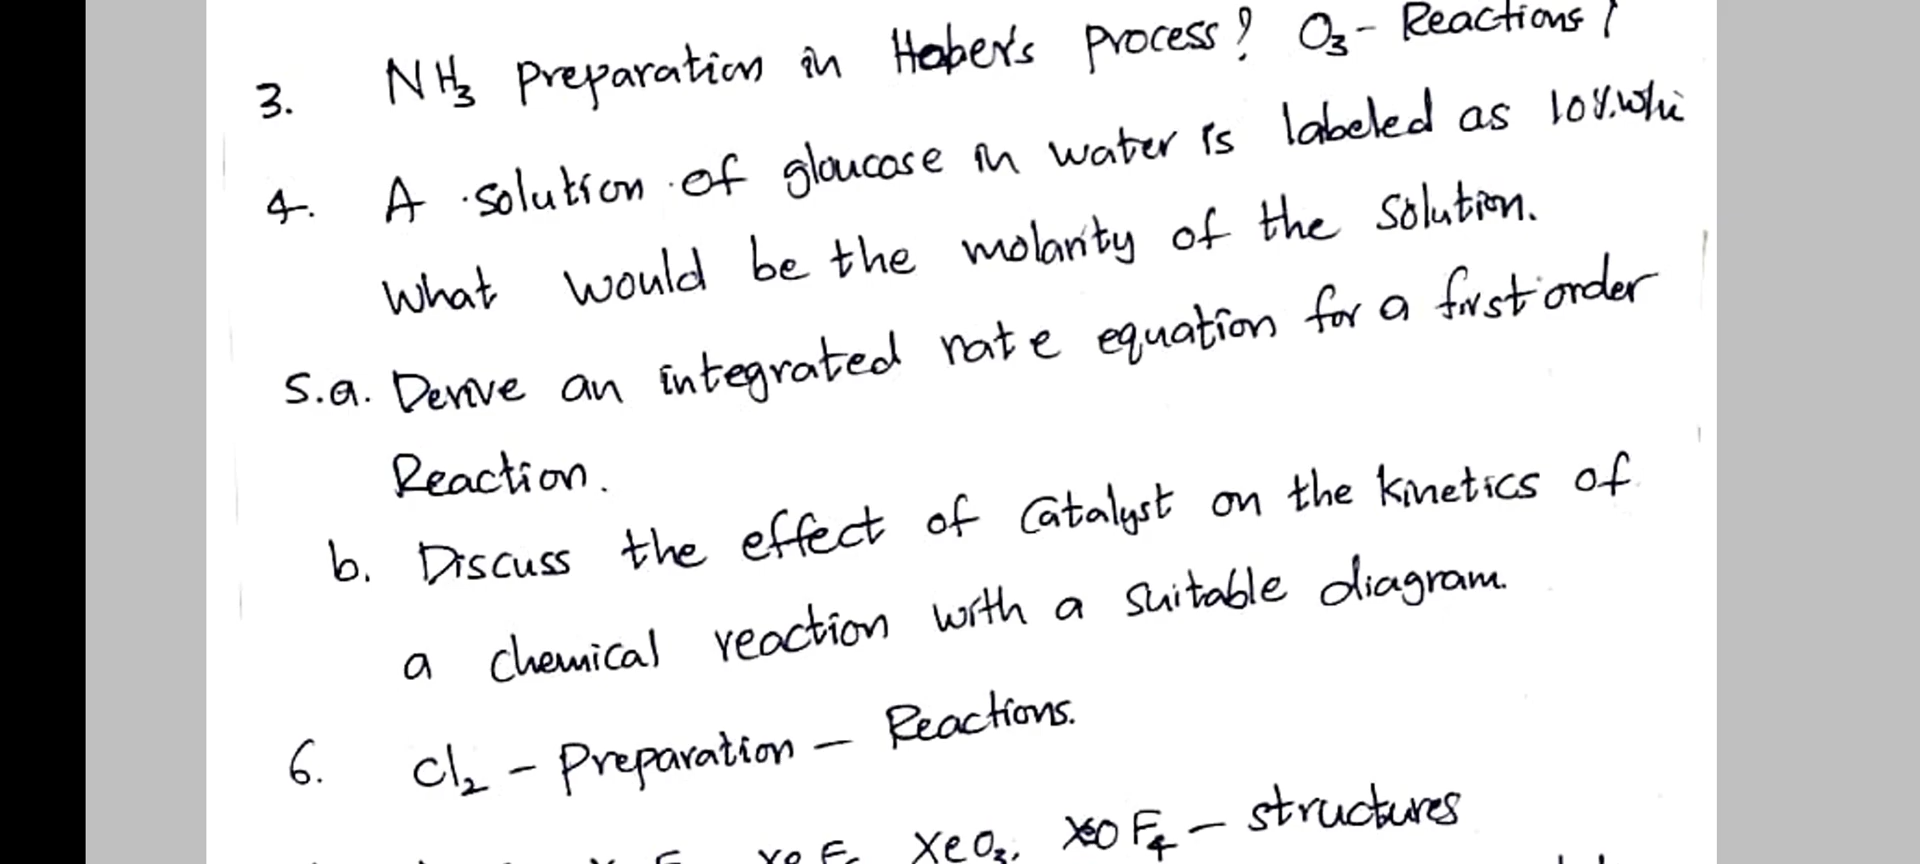 3. NH3 preparation in Haber's process? O3 - Reactions?
4. A solution of gloucose in water is labeled as 10%.
What would be the molarity of the solution.
5.a. Derive an integrated rate equation for a first order
Reaction.
b. Discuss the effect of catalyst on the kinetics of
a chemical reaction with a suitable diagram.
6. Cl2 - Preparation - Reactions.
XeO3, XeOF4 - structures